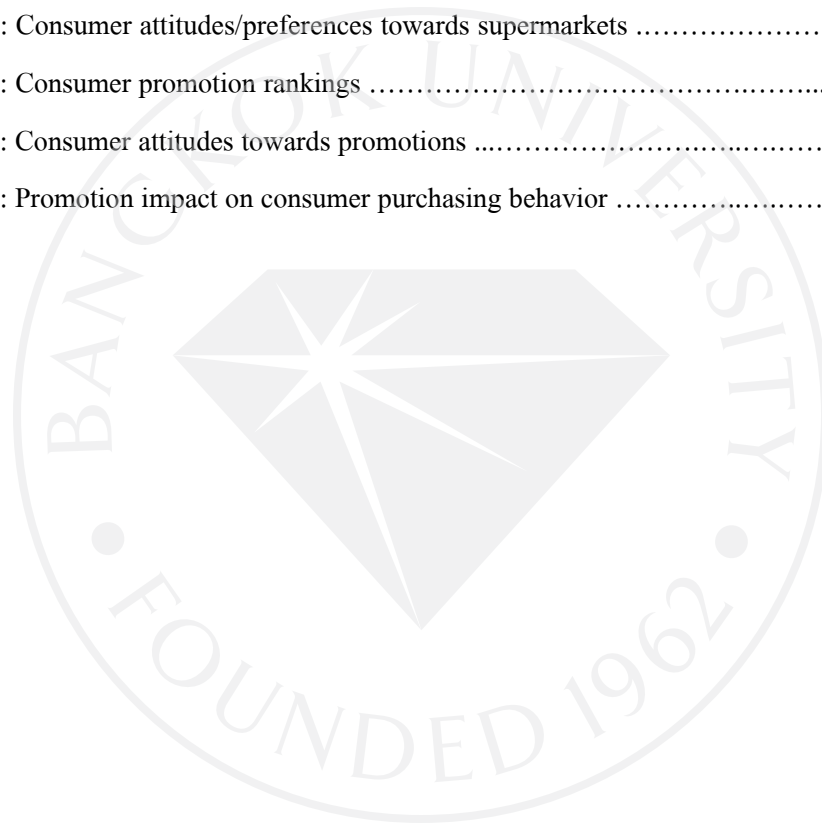 : Consumer attitudes/preferences towards supermarkets .…………………
: Consumer promotion rankings ……………………………………….……...
: Consumer attitudes towards promotions ...………………….…..….……
: Promotion impact on consumer purchasing behavior …………..….……
BANGKOK UNIVERSITY
• FOUNDED 1962 •